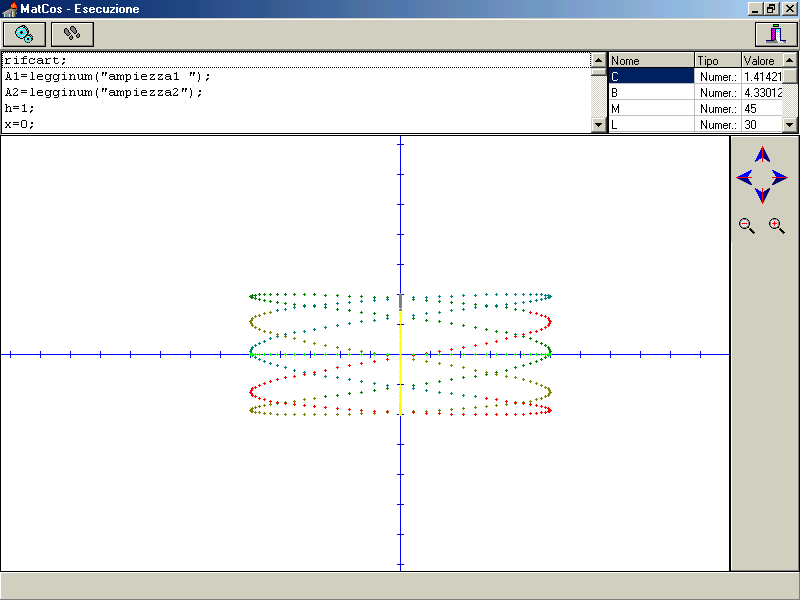 MatCos - Esecuzione
rifcart;
A1=legginum("ampiezza1 ");
A2=legginum("ampiezza2");
h=1;
x=0;
Nome Tipo Valore
C Numer.: 1.41421
B Numer.: 4.33012
M Numer.: 45
L Numer.: 30